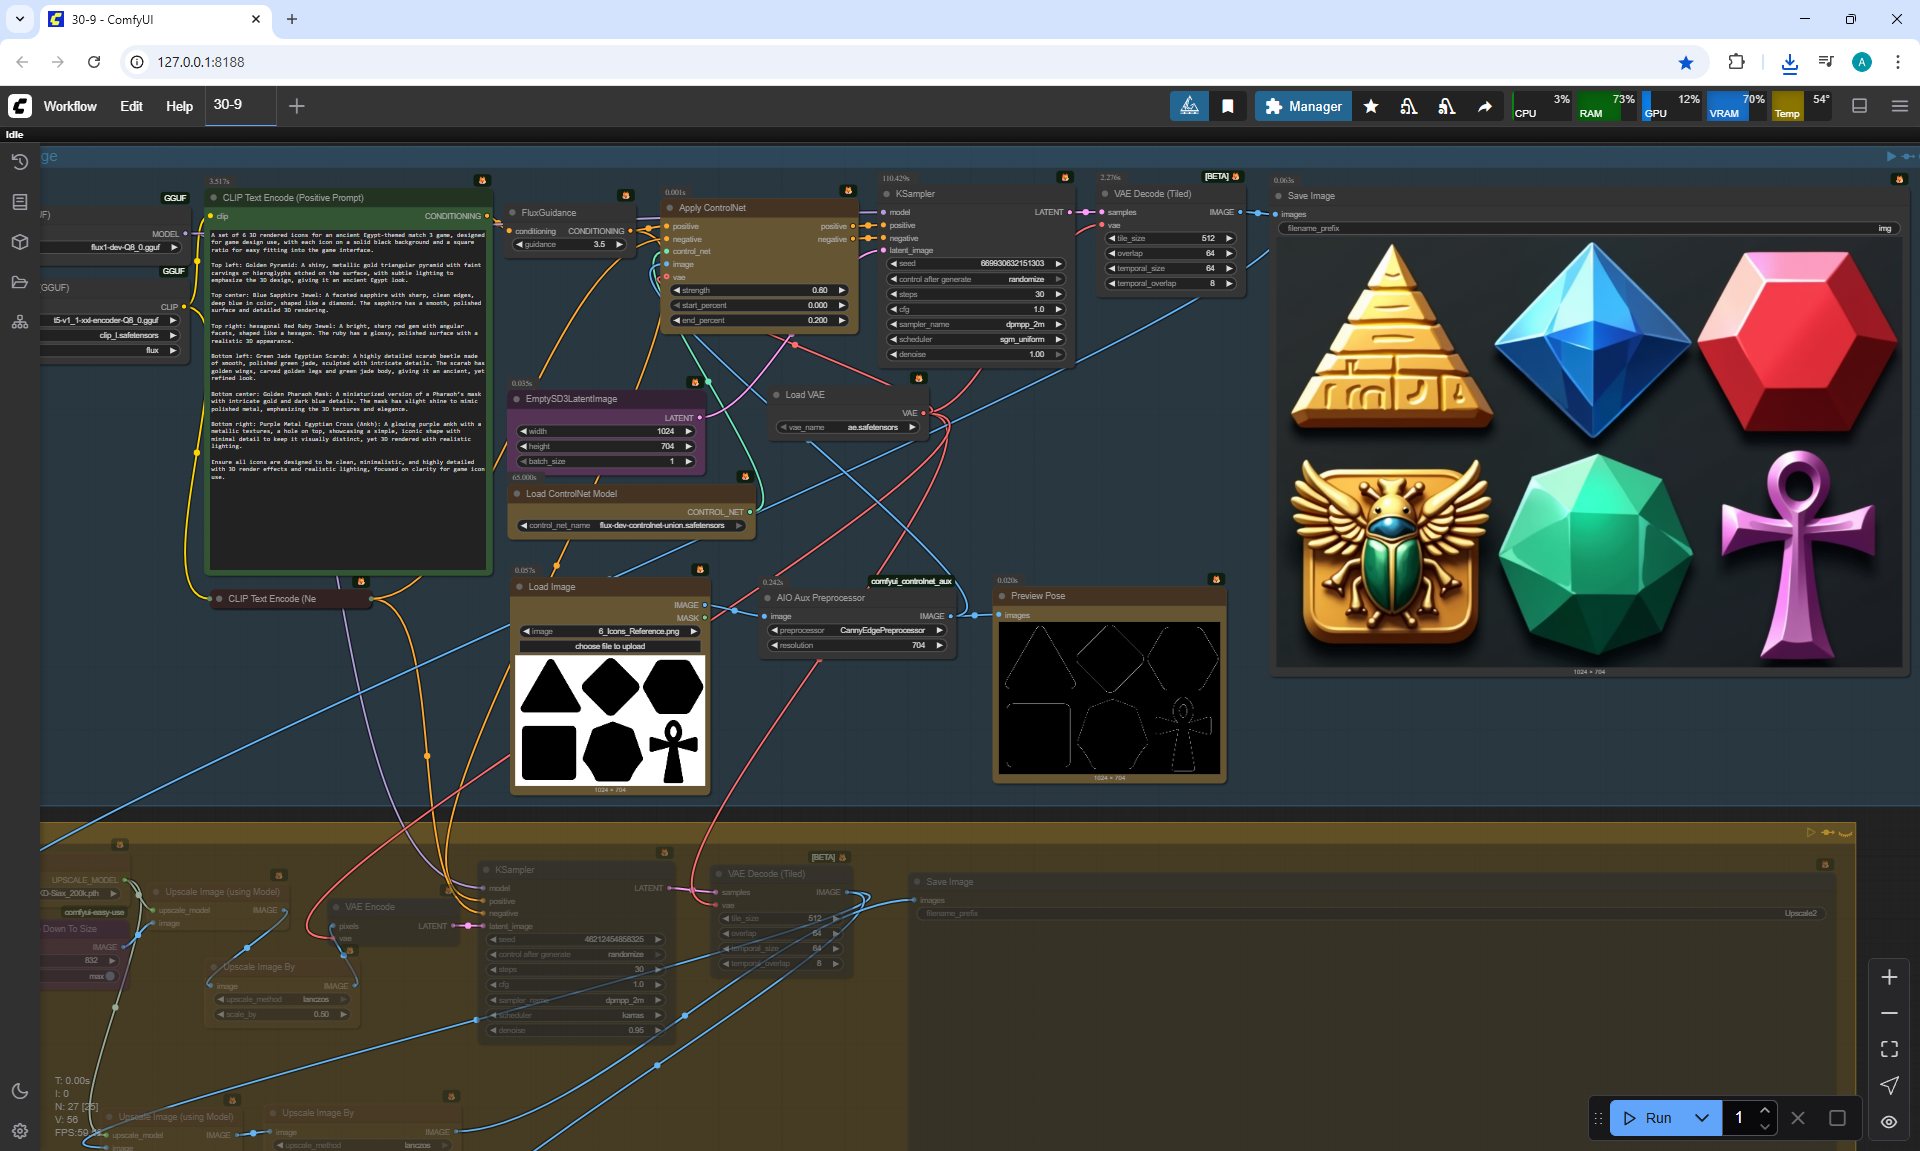 30-9 - ComfyUI
127.0.0.1:8188
A
Workflow
Edit
Help
30-9
Manager
CPU 3%
RAM 73%
GPU 12%
VRAM 70%
Temp 54°
Idle
ge
GGUF
MODEL
flux1-dev-Q8_0.gguf
GGUF
GGUF)
CLIP
t5-v1_1-xxl-encoder-Q8_0.gguf
clip_l.safetensors
flux
3.517s
CLIP Text Encode (Positive Prompt)
clip
CONDITIONING
A set of 6 3D rendered icons for an ancient Egypt-themed match 3 game, designed
for game design use, with each icon on a solid black background and a square
ratio for easy fitting into the game interface.
Top left: Golden Pyramid: A shiny, metallic gold triangular pyramid with faint
carvings or hieroglyphs etched on the surface, with subtle lighting to
emphasize the 3D design, giving it an ancient Egypt look.
Top center: Blue Sapphire Jewel: A faceted sapphire with sharp, clean edges,
deep blue in color, shaped like a diamond. The sapphire has a smooth, polished
surface and detailed 3D rendering.
Top right: hexagonal Red Ruby Jewel: A bright, sharp red gem with angular
facets, shaped like a hexagon. The ruby has a glossy, polished surface with a
realistic 3D appearance.
Bottom left: Green Jade Egyptian Scarab: A highly detailed scarab beetle made
of smooth, polished green jade, sculpted with intricate details. The scarab has
golden wings, carved golden legs and green jade body, giving it an ancient, yet
refined look.
Bottom center: Golden Pharaoh Mask: A miniaturized version of a Pharaoh's mask
with intricate gold and dark blue details. The mask has slight shine to mimic
polished metal, emphasizing the 3D textures and elegance.
Bottom right: Purple Metal Egyptian Cross (Ankh): A glowing purple ankh with a
metallic textures, a hole on top, showcasing a simple, iconic shape with
minimal detail to keep it visually distinct, yet 3D rendered with realistic
lighting.
Ensure all icons are designed to be clean, minimalistic, and highly detailed
with 3D render effects and realistic lighting, focused on clarity for game icon
use.
CLIP Text Encode (Ne
FluxGuidance
conditioning
CONDITIONING
guidance 3.5
0.001s
Apply ControlNet
positive positive
negative negative
control_net
image
vae
strength 0.60
start_percent 0.000
end_percent 0.200
110.429s
KSampler
model LATENT
positive
negative
latent_image
seed 669930632151303
control after generate randomize
steps 30
cfg 1.0
sampler_name dpmpp_2m
scheduler sgm_uniform
denoise 1.00
2.276s
[BETA]
VAE Decode (Tiled)
samples IMAGE
vae
tile_size 512
overlap 64
temporal_size 64
temporal_overlap 8
0.063s
Save Image
images
filename_prefix img
1024 × 704
0.035s
EmptySD3LatentImage
LATENT
width 1024
height 704
batch_size 1
Load VAE
VAE
vae_name ae.safetensors
65.000s
Load ControlNet Model
CONTROL_NET
control_net_name flux-dev-controlnet-union.safetensors
0.057s
Load Image
IMAGE
MASK
image 6_Icons_Reference.png
choose file to upload
1024 × 704
0.242s
comfyui_controlnet_aux
AIO Aux Preprocessor
image IMAGE
preprocessor CannyEdgePreprocessor
resolution 704
0.020s
Preview Pose
images
1024 × 704
UPSCALE_MODEL
D-Siax_200k.pth
comfyui-easy-use
Down To Size
IMAGE
832
max
Upscale Image (using Model)
upscale_model IMAGE
image
Upscale Image By
image IMAGE
upscale_method lanczos
scale_by 0.50
VAE Encode
pixels LATENT
vae
KSampler
model LATENT
positive
negative
latent_image
seed 46212454858325
control after generate randomize
steps 30
cfg 1.0
sampler_name dpmpp_2m
scheduler karras
denoise 0.95
[BETA]
VAE Decode (Tiled)
samples IMAGE
vae
tile_size 512
overlap 64
temporal_size 64
temporal_overlap 8
Save Image
images
filename_prefix Upscale2
T: 0.00s
I: 0
N: 27 [25]
V: 56
Upscale Image (using Model)
upscale_model IMAGE
image
Upscale Image By
image IMAGE
upscale_method lanczos
Run
1